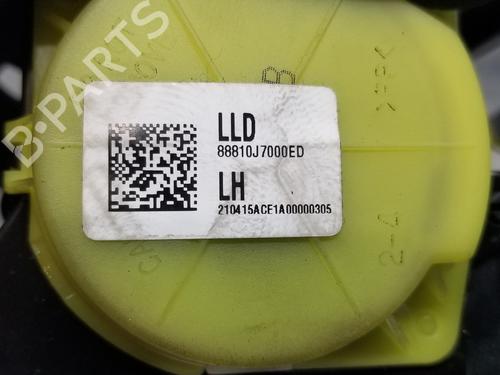 LLD
88810J7000ED
LH
210415ACE1A00000305
B-PARTS